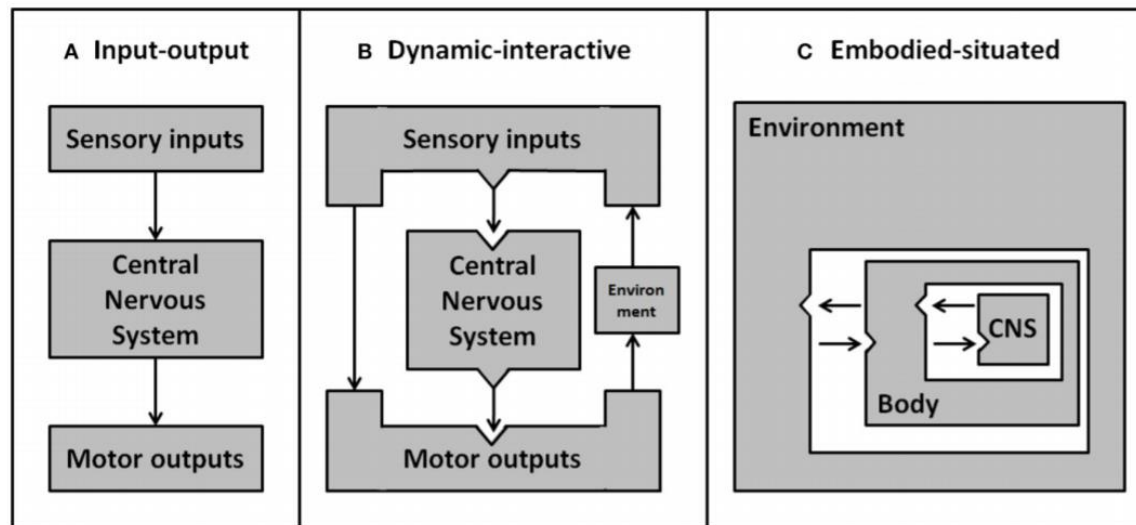 A Input-output
Sensory inputs
Central
Nervous
System
Motor outputs
B Dynamic-interactive
Sensory inputs
Central
Nervous
System
Environ
ment
Motor outputs
C Embodied-situated
Environment
CNS
Body